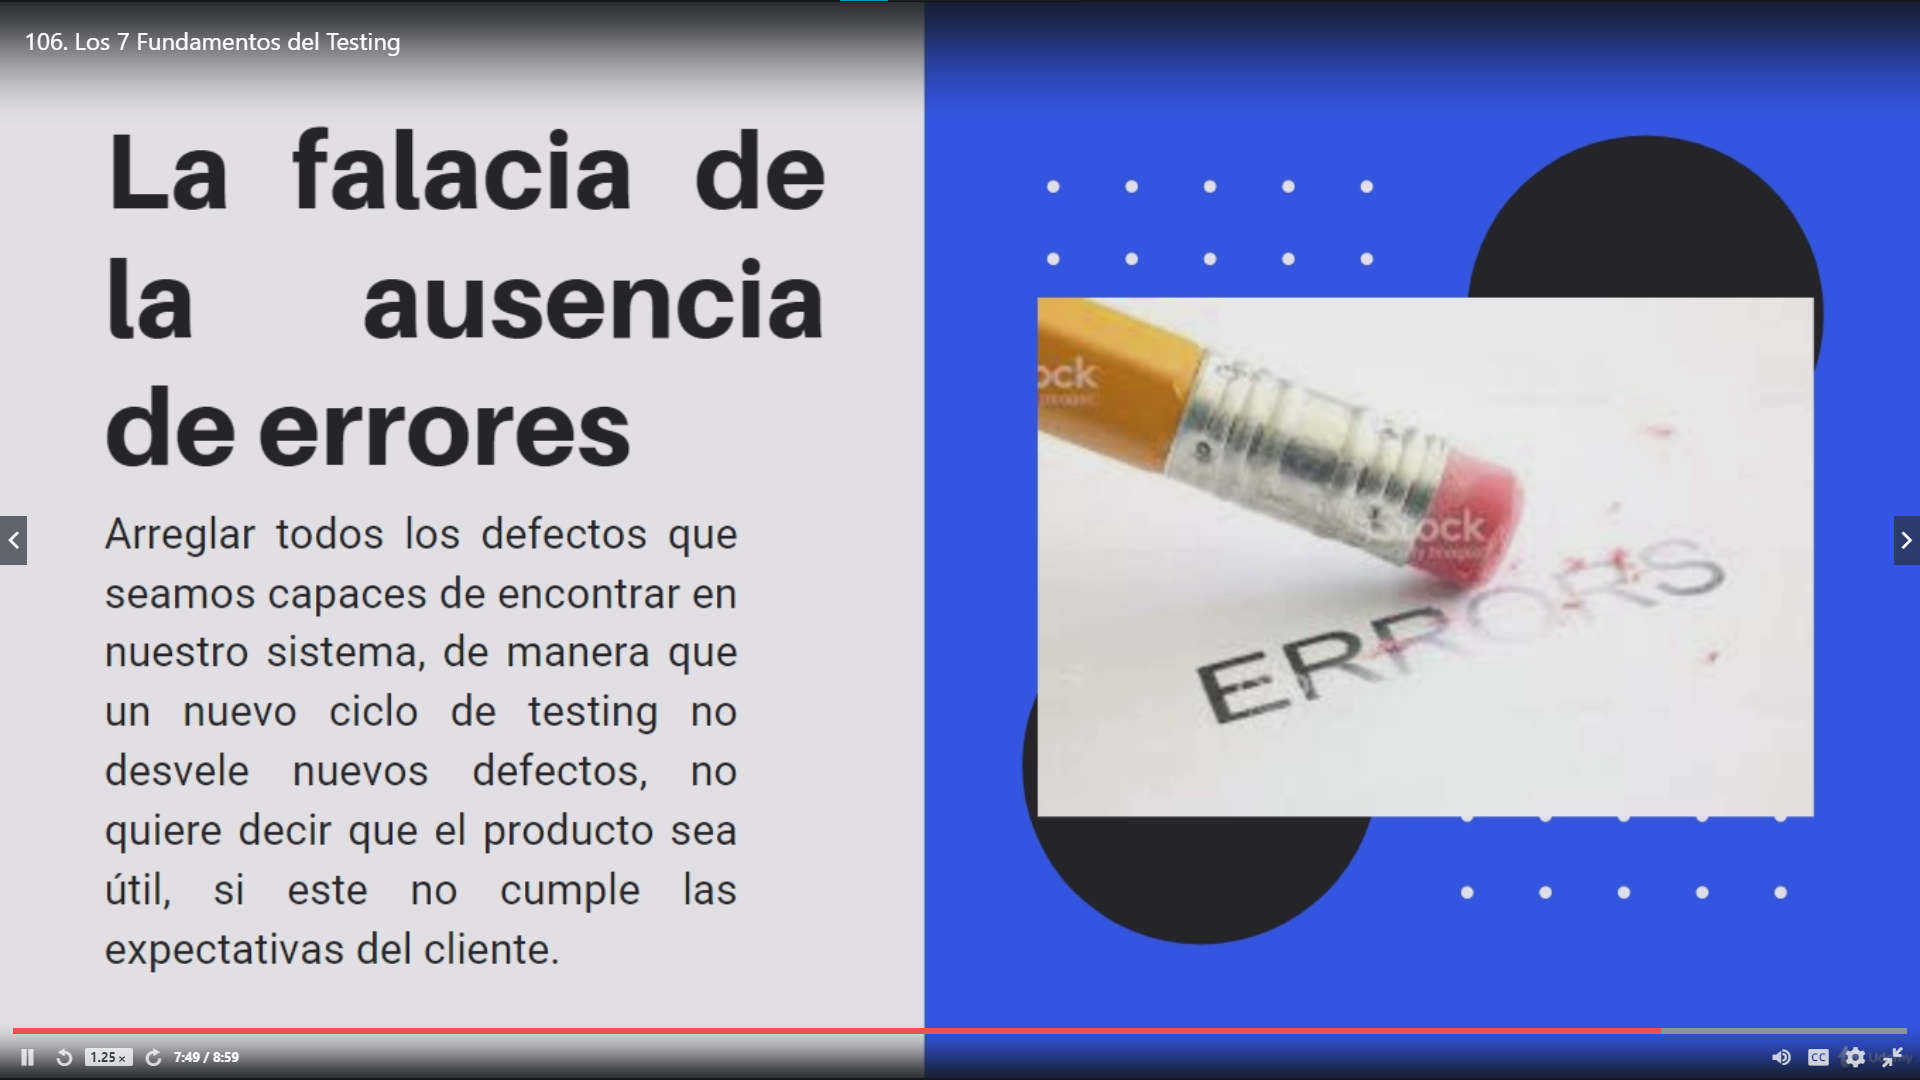 106. Los 7 Fundamentos del Testing
La falacia de
la ausencia
de errores
Arreglar todos los defectos que
seamos capaces de encontrar en
nuestro sistema, de manera que
un nuevo ciclo de testing no
desvele nuevos defectos, no
quiere decir que el producto sea
útil, si este no cumple las
expectativas del cliente.
ock
ock
ERRORS
1.25 x
7:49 / 8:59
CC